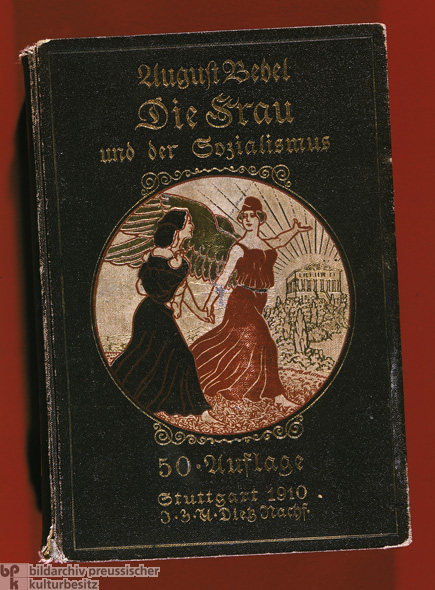 August Bebel
Die Frau
und der Sozialismus
50. Auflage
Stuttgart 1910
J. H. W. Dietz Nachf.
bpk
bildarchiv preussischer
kulturbesitz